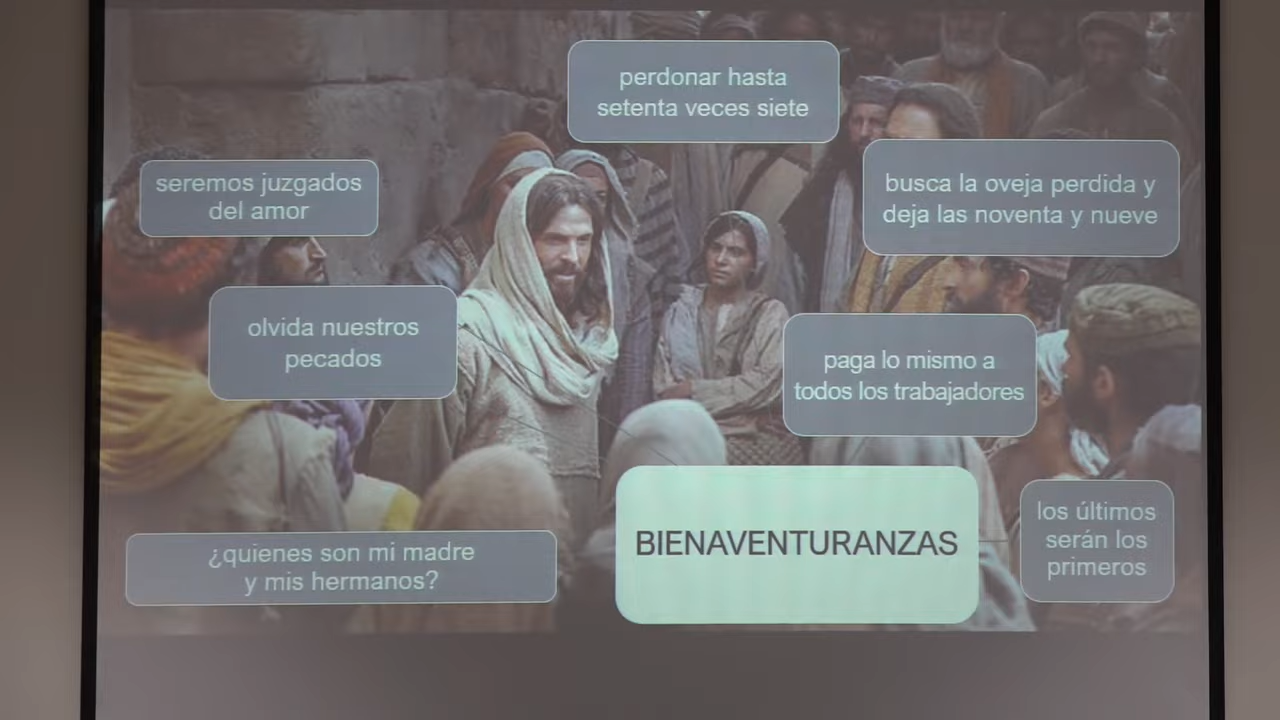 perdonar hasta
setenta veces siete
seremos juzgados
del amor
busca la oveja perdida y
deja las noventa y nueve
olvida nuestros
pecados
paga lo mismo a
todos los trabajadores
BIENAVENTURANZAS
los últimos
serán los
primeros
¿quienes son mi madre
y mis hermanos?